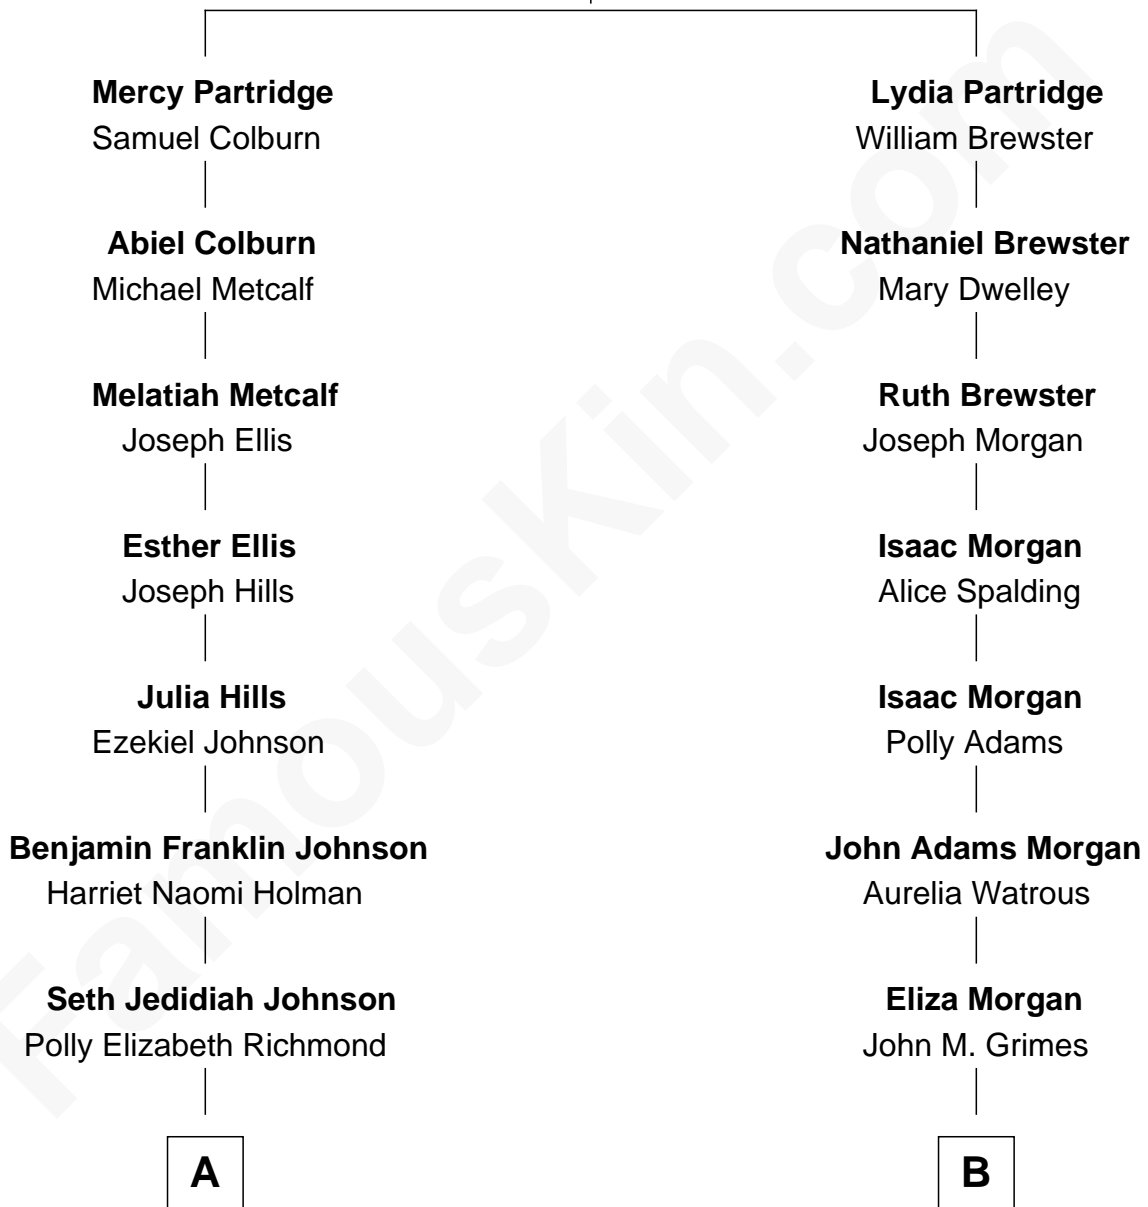 Mercy Partridge
Samuel Colburn
Abiel Colburn
Michael Metcalf
Melatiah Metcalf
Joseph Ellis
Esther Ellis
Joseph Hills
Julia Hills
Ezekiel Johnson
Benjamin Franklin Johnson
Harriet Naomi Holman
Seth Jedidiah Johnson
Polly Elizabeth Richmond
A
Lydia Partridge
William Brewster
Nathaniel Brewster
Mary Dwelley
Ruth Brewster
Joseph Morgan
Isaac Morgan
Alice Spalding
Isaac Morgan
Polly Adams
John Adams Morgan
Aurelia Watrous
Eliza Morgan
John M. Grimes
B
FamousKin.com